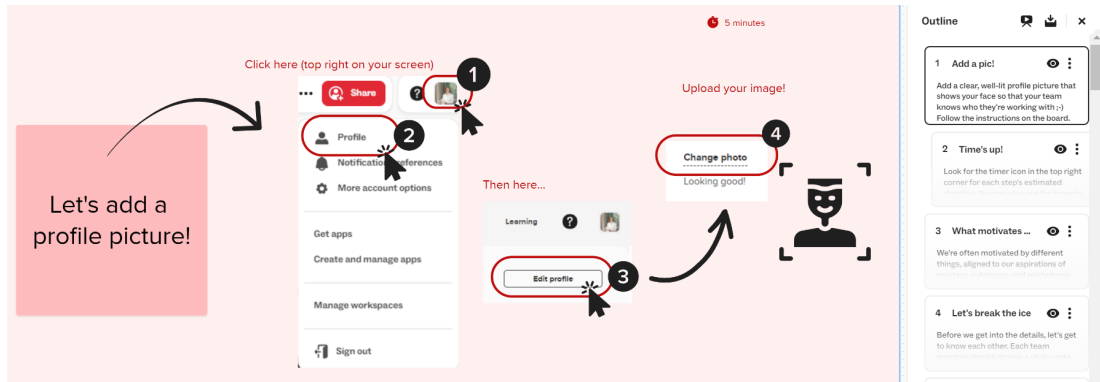 5 minutes
Click here (top right on your screen)
1
Share
Profile
2
Notification preferences
More account options
Get apps
Create and manage apps
Manage workspaces
Sign out
Let's add a
profile picture!
Then here...
Learning
Edit profile
3
Upload your image!
4
Change photo
Looking good!
Outline
1 Add a pic!
Add a clear, well-lit profile picture that
shows your face so that your team
knows who they're working with ;-)
Follow the instructions on the board.
2 Time's up!
Look for the timer icon in the top right
corner for each step's estimated
3 What motivates ...
We're often motivated by different
things, aligned to our aspirations of
4 Let's break the ice
Before we get into the details, let's get
to know each other. Each team